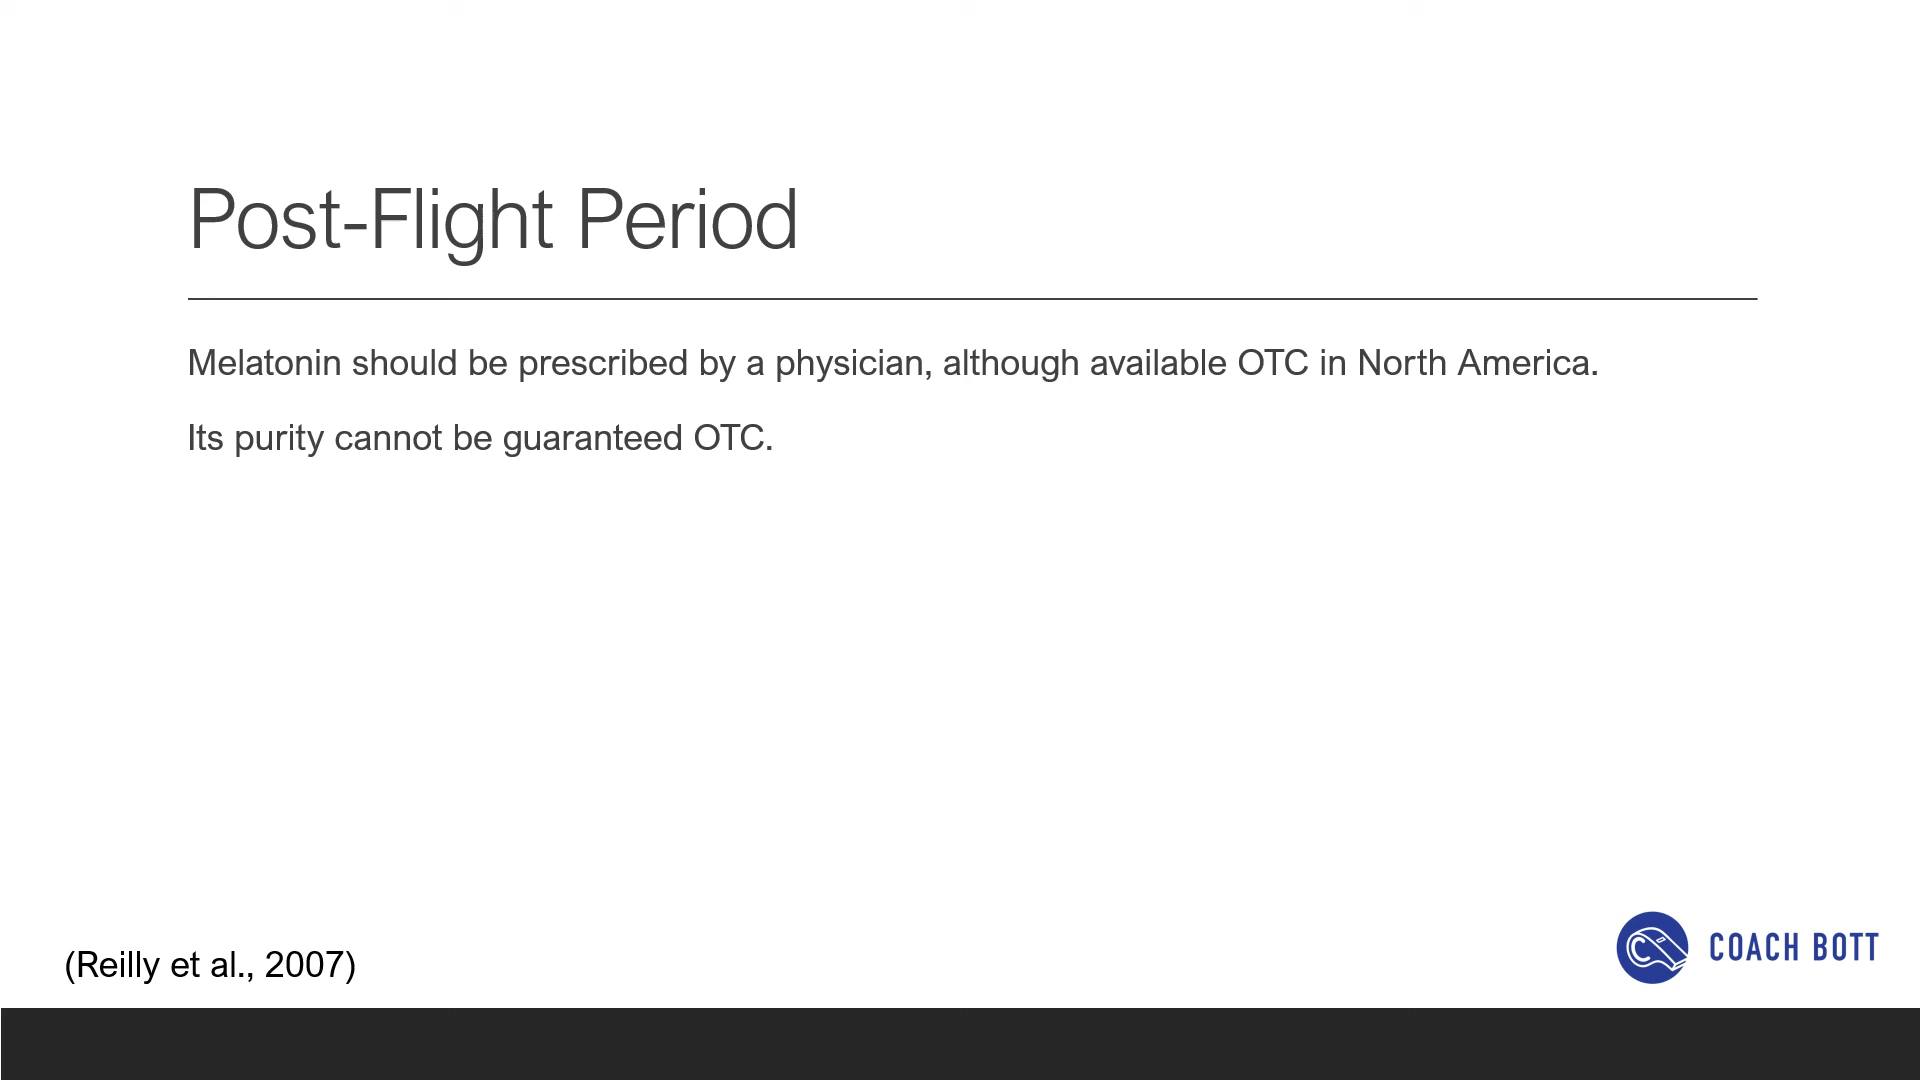 Post-Flight Period
Melatonin should be prescribed by a physician, although available OTC in North America.
Its purity cannot be guaranteed OTC.
(Reilly et al., 2007)
C COACH BOTT